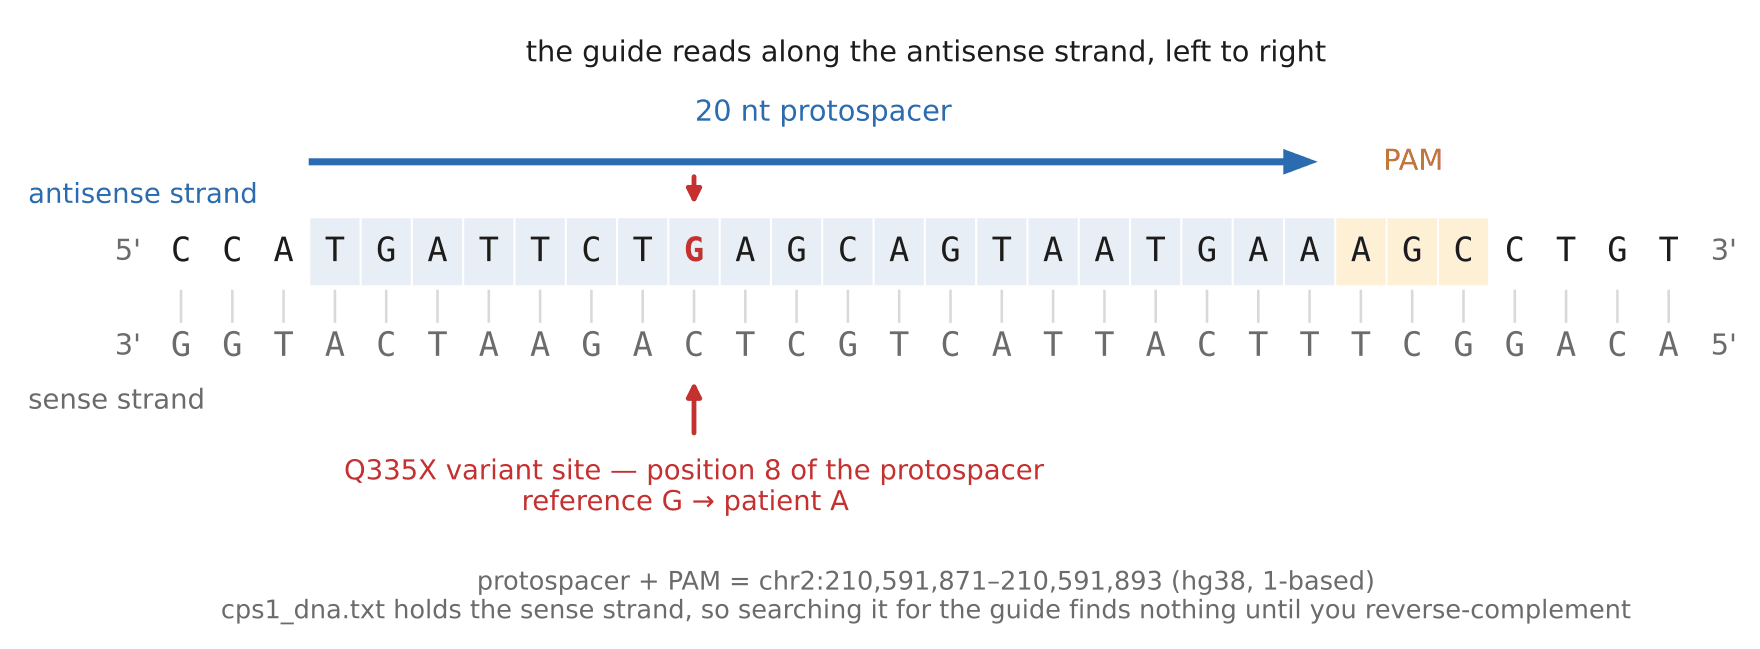 the guide reads along the antisense strand, left to right
20 nt protospacer
PAM
antisense strand
5' C C A T G A T T C T G A G C A G T A A T G A A A G C C T G T 3'
3' G G T A C T A A G A C T C G T C A T T A C T T T C G G A C A 5'
sense strand
Q335X variant site — position 8 of the protospacer
reference G → patient A
protospacer + PAM = chr2:210,591,871–210,591,893 (hg38, 1-based)
cps1_dna.txt holds the sense strand, so searching it for the guide finds nothing until you reverse-complement